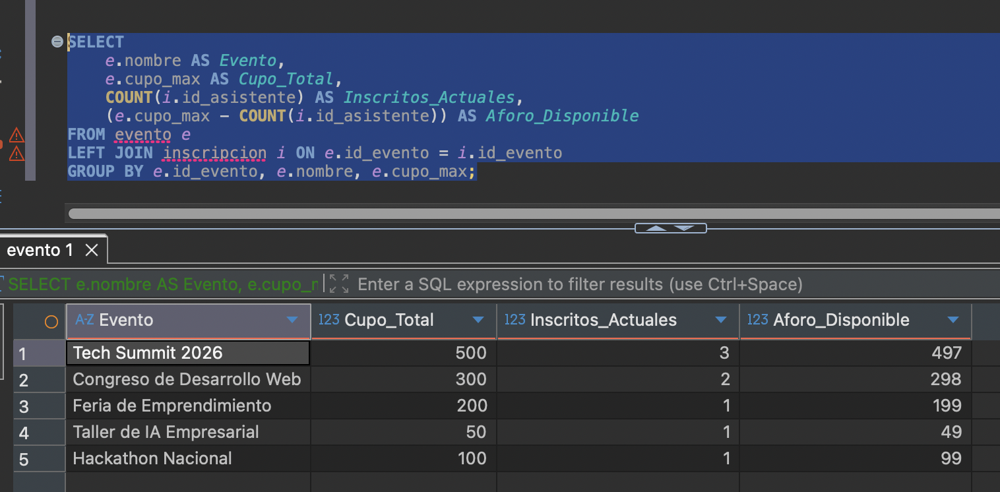 SELECT
e.nombre AS Evento,
e.cupo_max AS Cupo_Total,
COUNT(i.id_asistente) AS Inscritos_Actuales,
(e.cupo_max - COUNT(i.id_asistente)) AS Aforo_Disponible
FROM evento e
LEFT JOIN inscripcion i ON e.id_evento = i.id_evento
GROUP BY e.id_evento, e.nombre, e.cupo_max;
evento 1
SELECT e.nombre AS Evento, e.cupo_ Enter a SQL expression to filter results (use Ctrl+Space)
A-Z Evento 123 Cupo_Total 123 Inscritos_Actuales 123 Aforo_Disponible
1 Tech Summit 2026 500 3 497
2 Congreso de Desarrollo Web 300 2 298
3 Feria de Emprendimiento 200 1 199
4 Taller de IA Empresarial 50 1 49
5 Hackathon Nacional 100 1 99